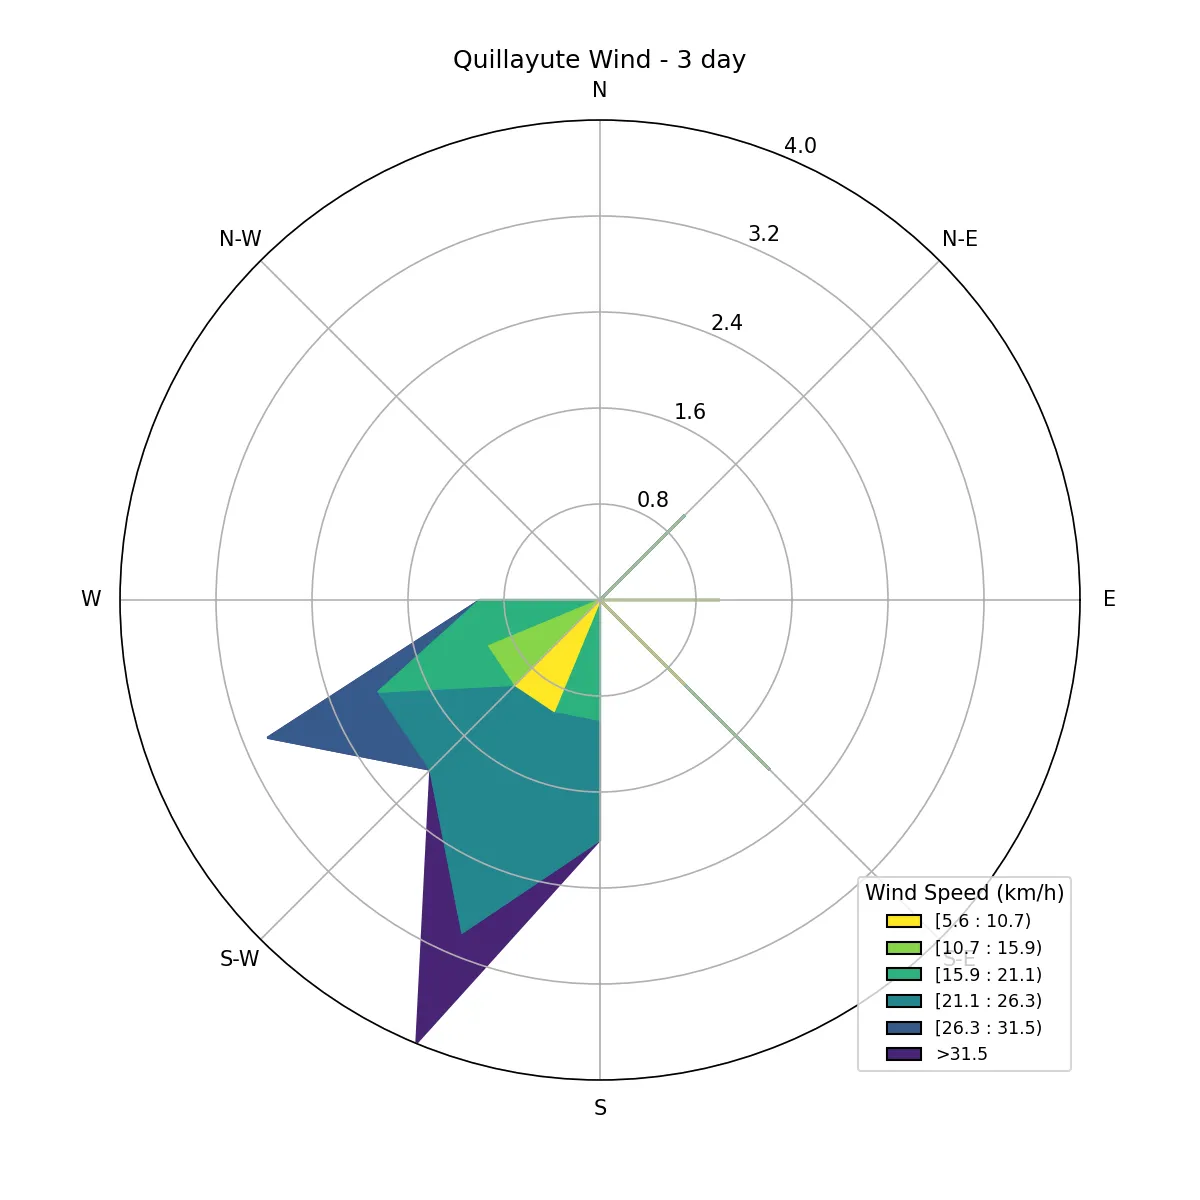 Quillayute Wind - 3 day
N
4.0
N-W
3.2
N-E
2.4
1.6
0.8
W
E
Wind Speed (km/h)
[5.6 : 10.7)
[10.7 : 15.9)
S-W
S-E
[15.9 : 21.1)
[21.1 : 26.3)
[26.3 : 31.5)
>31.5
S